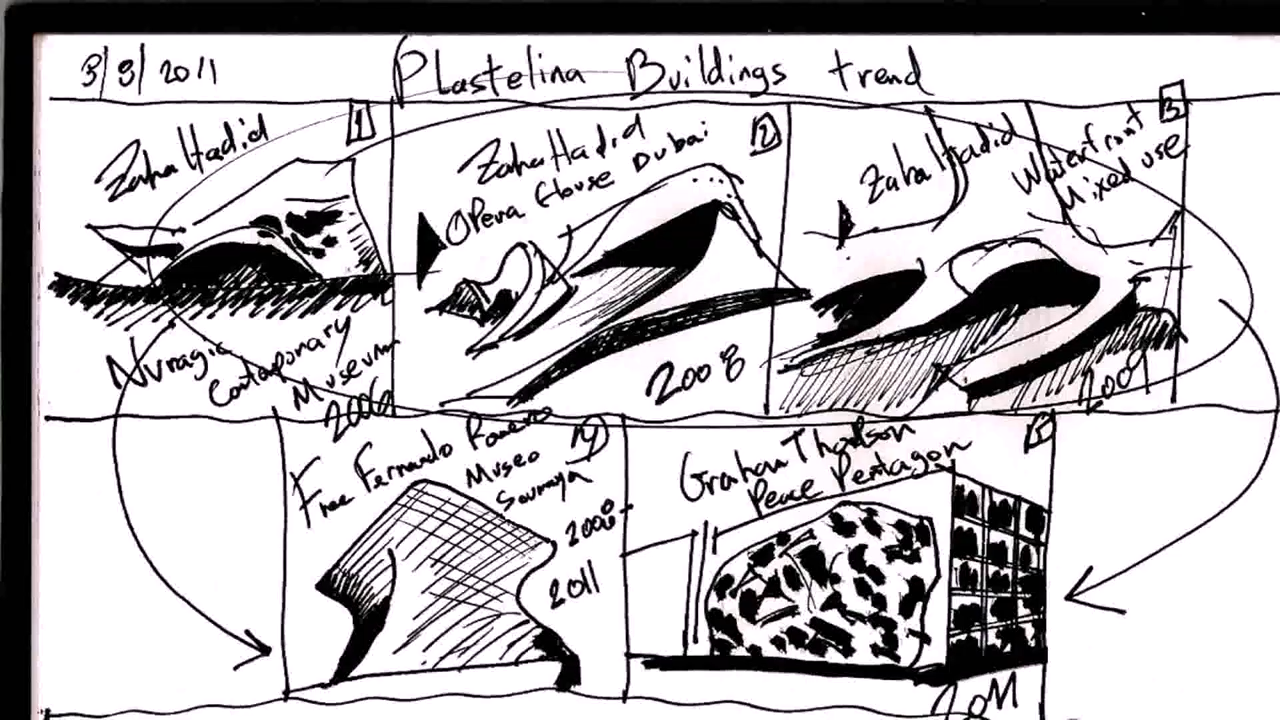 3/3/2011
Plastelina Buildings trend
1
Zaha Hadid
Nuragic
Contaporary
Museum
2006
2
Zaha Hadid
Opera House Dubai
2008
3
Zaha Hadid
Waterfront
Mixed use
2009
4
Free Fernando Romero
Museo
Soumaya
2008-
2011
5
Graham Thomson
Peace Pentagon
2011